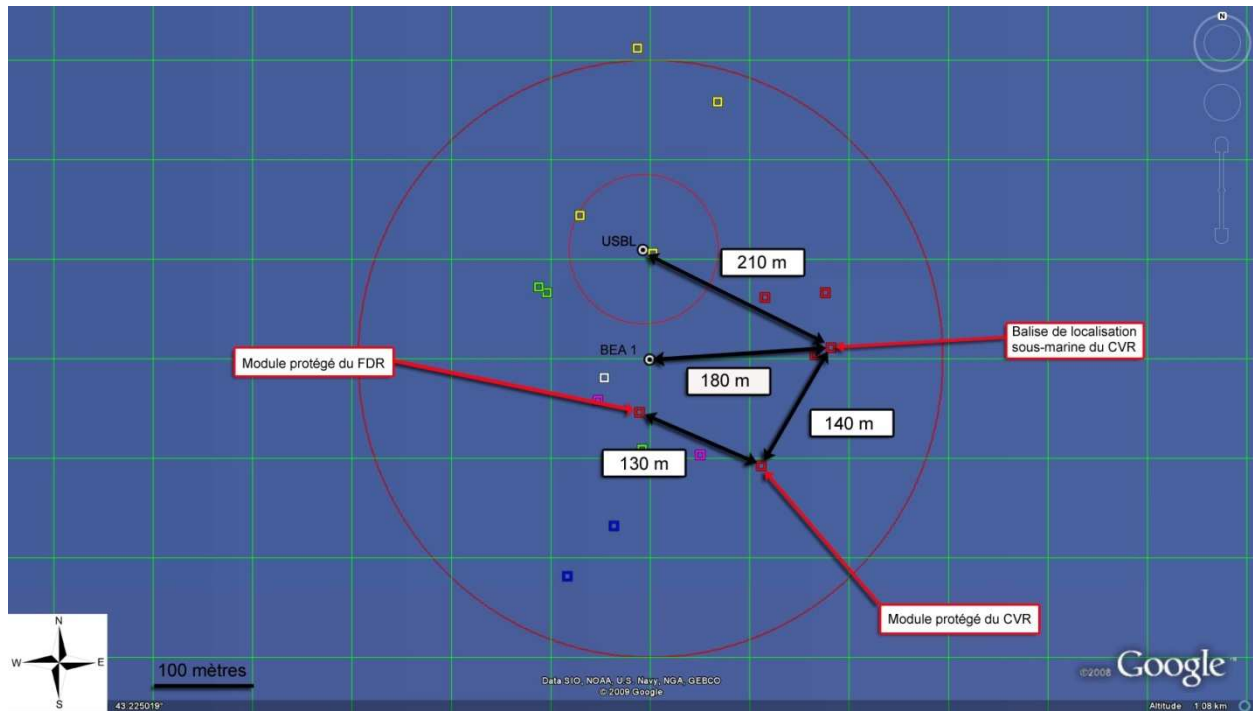 N
USBL
210 m
Balise de localisation
sous-marine du CVR
BEA 1
Module protégé du FDR
180 m
140 m
130 m
Module protégé du CVR
N
W
E
S
100 mètres
Data SIO, NOAA, U.S. Navy, NGA, GEBCO
© 2009 Google
©2008 Google™
43.225019°
Altitude 1.08 km